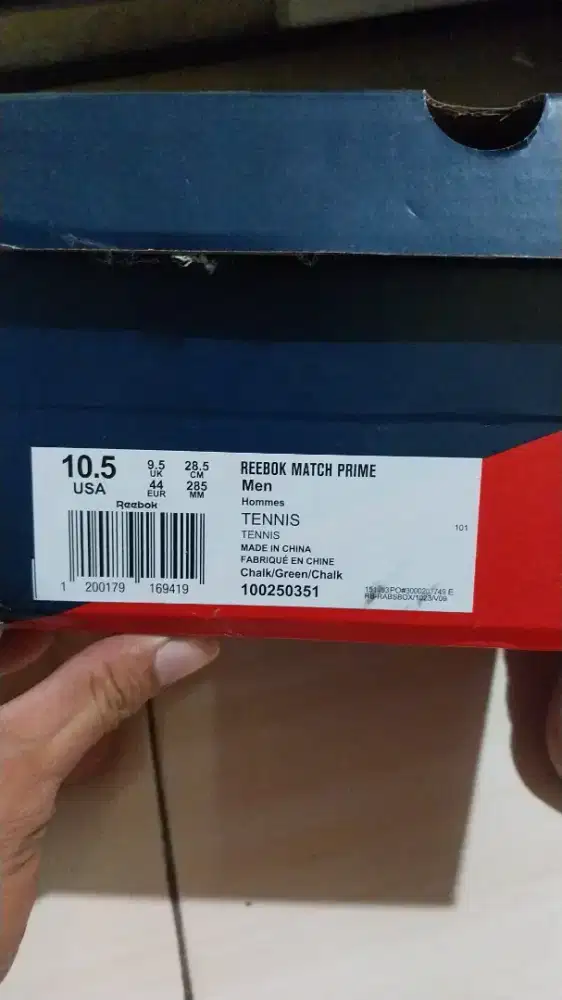 10.5
USA
9.5
UK
28.5
CM
44
EUR
285
MM
Reebok
1 200179 169419
REEBOK MATCH PRIME
Men
Hommes
TENNIS
TENNIS
MADE IN CHINA
FABRIQUÉ EN CHINE
Chalk/Green/Chalk
100250351
101